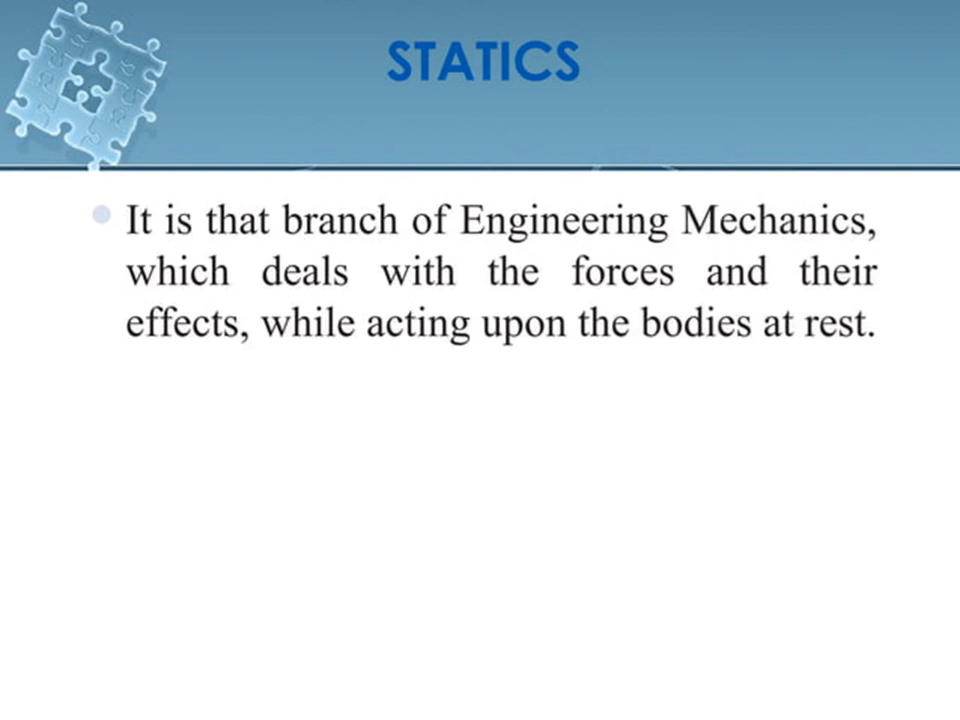 STATICS
It is that branch of Engineering Mechanics,
which deals with the forces and their
effects, while acting upon the bodies at rest.